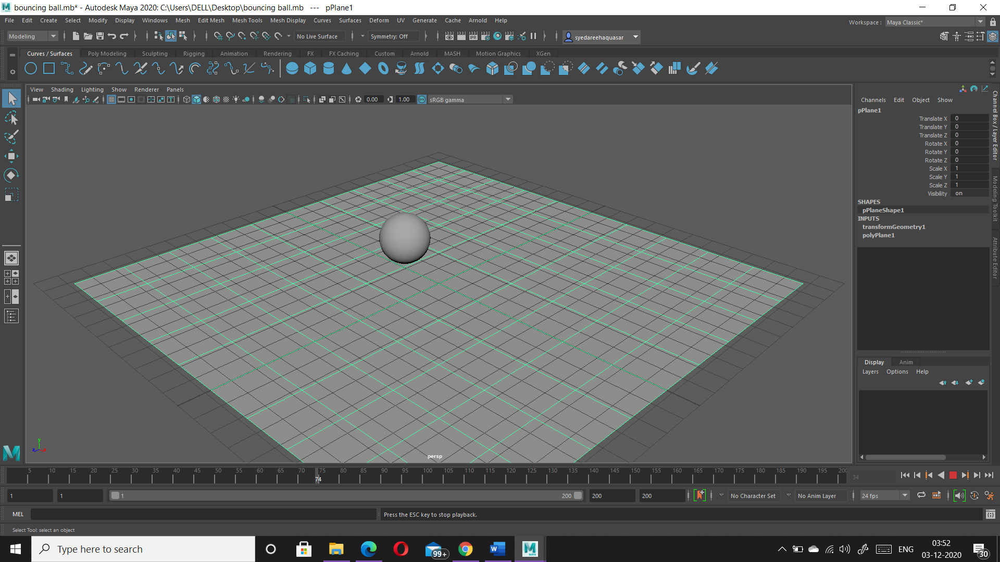 bouncing ball.mb* - Autodesk Maya 2020: C:\Users\DELL\Desktop\bouncing ball.mb   ---   pPlane1
File Edit Create Select Modify Display Windows Mesh Edit Mesh Mesh Tools Mesh Display Curves Surfaces Deform UV Generate Cache Arnold Help
Workspace : Maya Classic*
Modeling No Live Surface Symmetry: Off syedareehaquasar
Curves / Surfaces Poly Modeling Sculpting Rigging Animation Rendering FX FX Caching Custom Arnold MASH Motion Graphics XGen
View Shading Lighting Show Renderer Panels
0.00 1.00 sRGB gamma
Channels Edit Object Show
pPlane1
Translate X 0
Translate Y 0
Translate Z 0
Rotate X 0
Rotate Y 0
Rotate Z 0
Scale X 1
Scale Y 1
Scale Z 1
Visibility on
SHAPES
pPlaneShape1
INPUTS
transformGeometry1
polyPlane1
Channel Box / Layer Editor
Modeling Toolkit
Attribute Editor
Display Anim
Layers Options Help
persp
5 10 15 20 25 30 35 40 45 50 55 60 65 70 75 80 85 90 95 100 105 110 115 120 125 130 135 140 145 150 155 160 165 170 175 180 185 190 195 200
74
34
1 1 1 200 200 200 No Character Set No Anim Layer 24 fps
MEL Press the ESC key to stop playback.
Select Tool: select an object
Type here to search
99+
ENG
03:52
03-12-2020
30